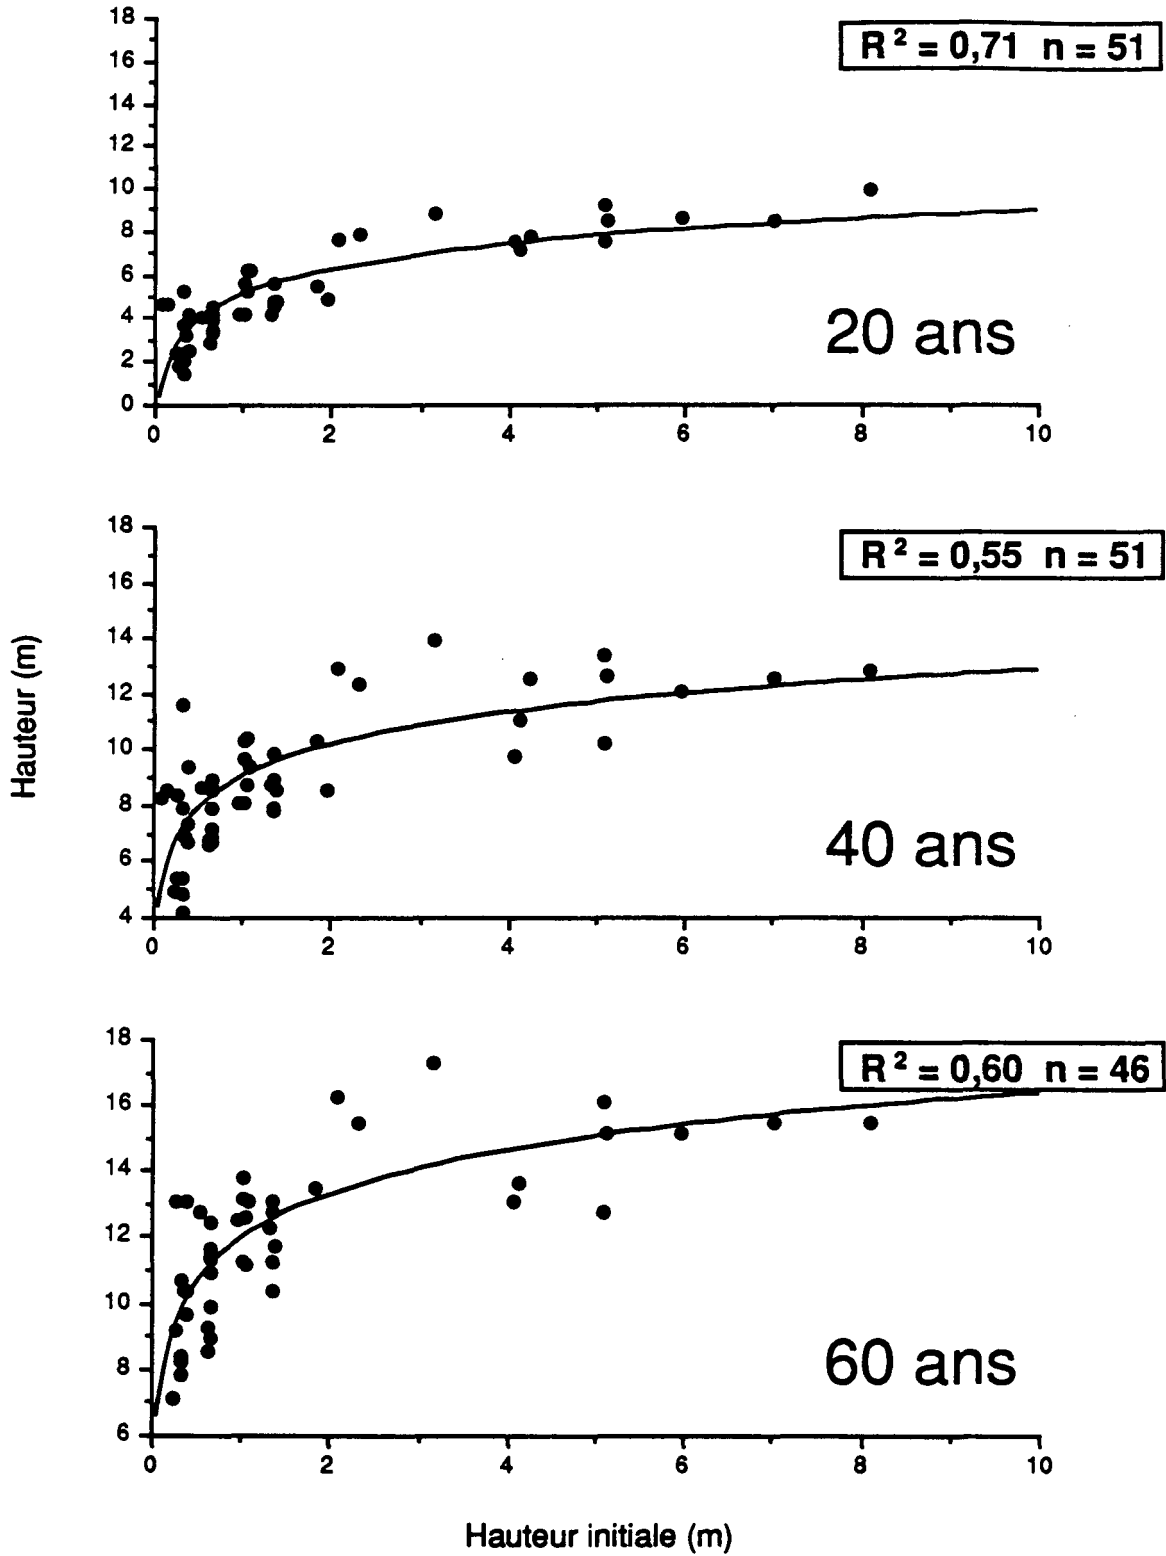 18
16
14
12
10
8
6
4
2
0
0 2 4 6 8 10
R² = 0,71 n = 51
20 ans
18
16
14
12
10
8
6
4
0 2 4 6 8 10
R² = 0,55 n = 51
40 ans
Hauteur (m)
18
16
14
12
10
8
6
0 2 4 6 8 10
R² = 0,60 n = 46
60 ans
Hauteur initiale (m)